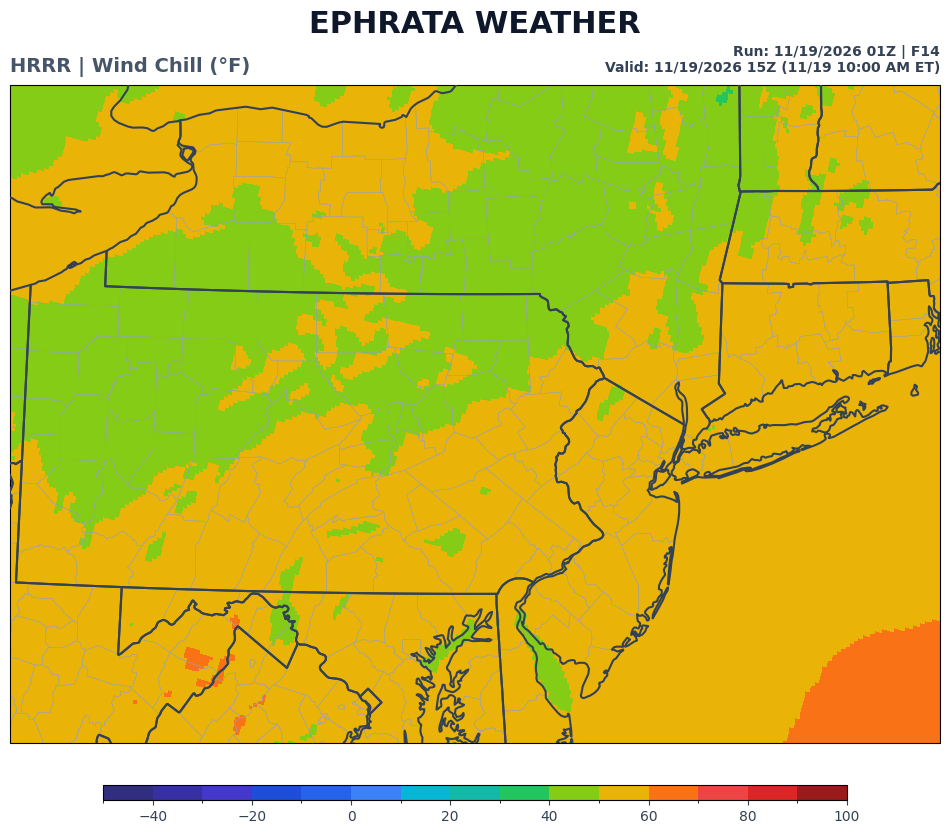 EPHRATA WEATHER
HRRR | Wind Chill (°F)
Run: 11/19/2026 01Z | F14
Valid: 11/19/2026 15Z (11/19 10:00 AM ET)
−40 −20 0 20 40 60 80 100